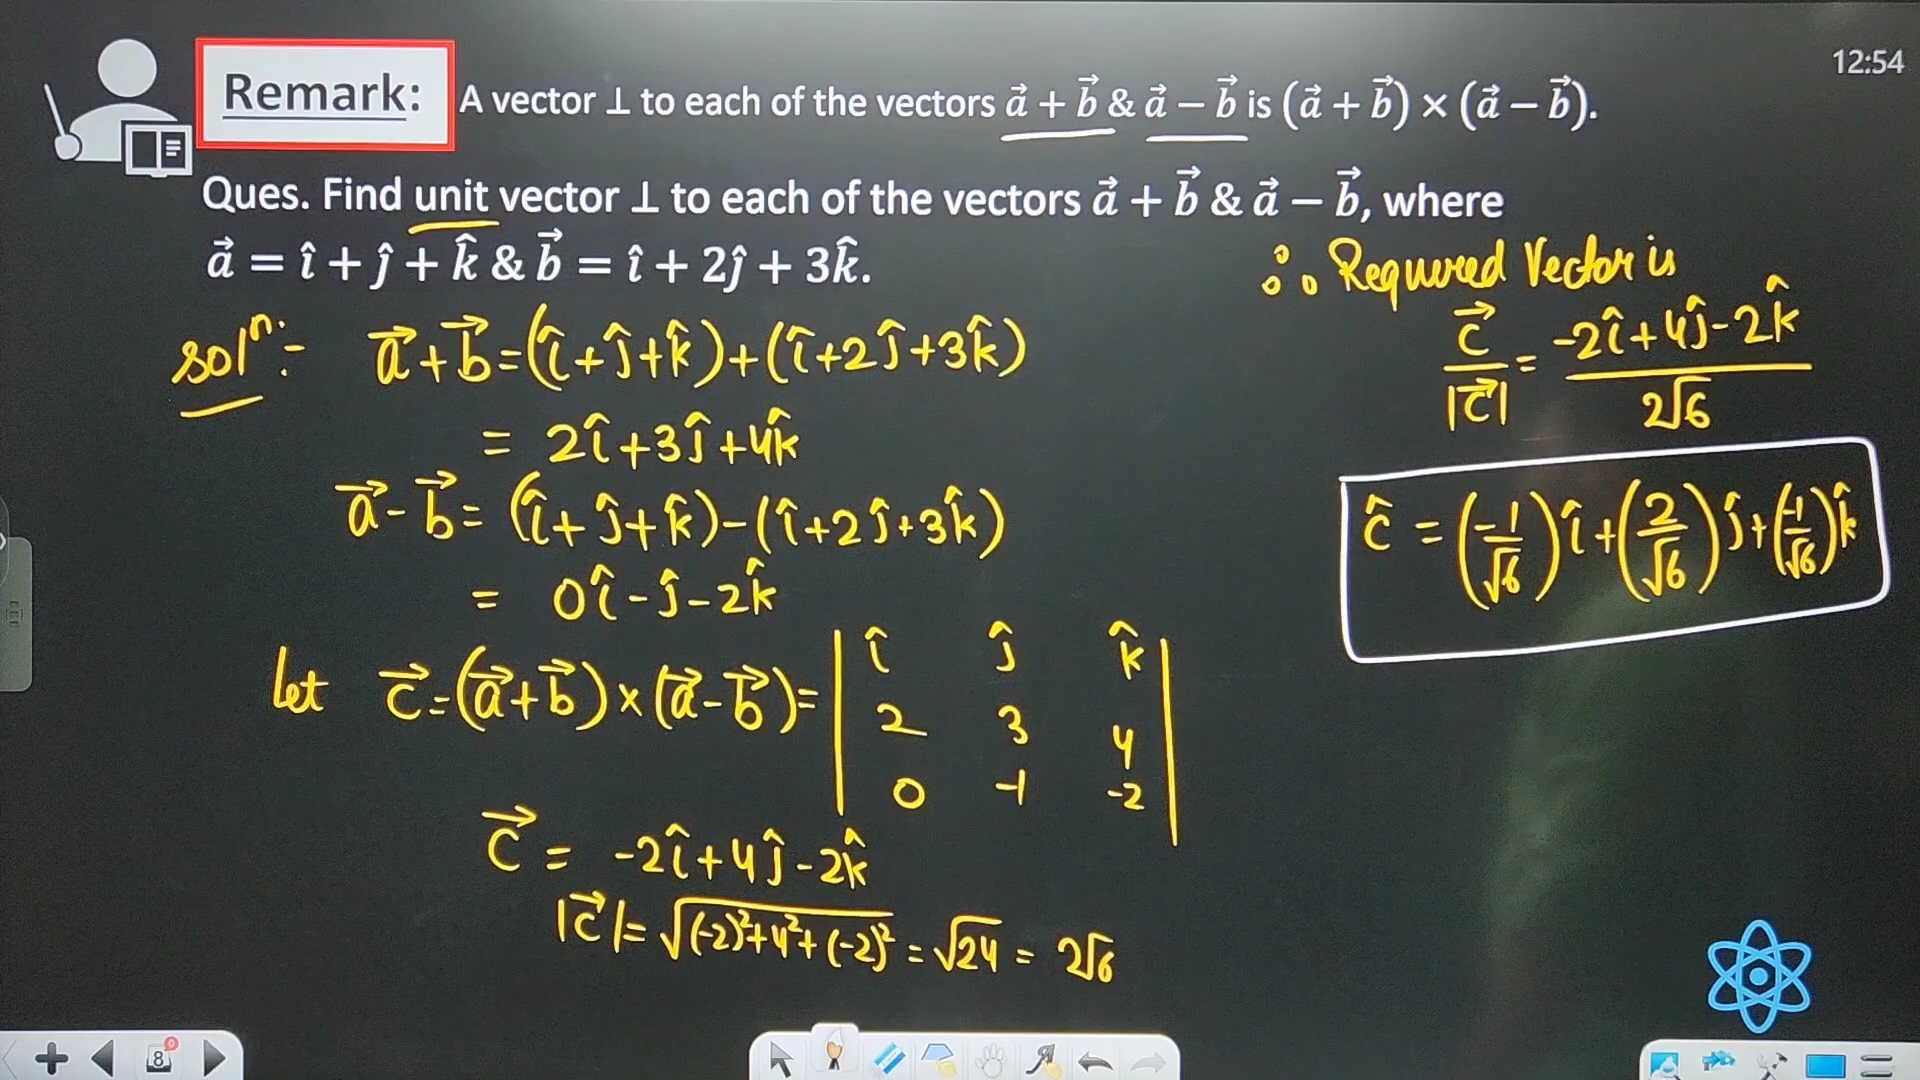 12:54
Remark: A vector ⊥ to each of the vectors a⃗ + b⃗ & a⃗ − b⃗ is (a⃗ + b⃗) × (a⃗ − b⃗).
Ques. Find unit vector ⊥ to each of the vectors a⃗ + b⃗ & a⃗ − b⃗, where
a⃗ = î + ĵ + k̂ & b⃗ = î + 2ĵ + 3k̂.
solⁿ:- a⃗+b⃗=(î+ĵ+k̂)+(î+2ĵ+3k̂)
= 2î+3ĵ+4k̂
a⃗-b⃗= (î+ĵ+k̂)-(î+2ĵ+3k̂)
= 0î-ĵ-2k̂
let c⃗=(a⃗+b⃗)×(a⃗-b⃗)= | î ĵ k̂ |
| 2 3 4 |
| 0 -1 -2 |
c⃗ = -2î+4ĵ-2k̂
|c⃗|= √((-2)²+4²+(-2)²) = √24 = 2√6
∴ Required Vector is
c⃗/|c⃗| = (-2î+4ĵ-2k̂)/2√6
ĉ = (-1/√6)î+(2/√6)ĵ+(-1/√6)k̂
8 0